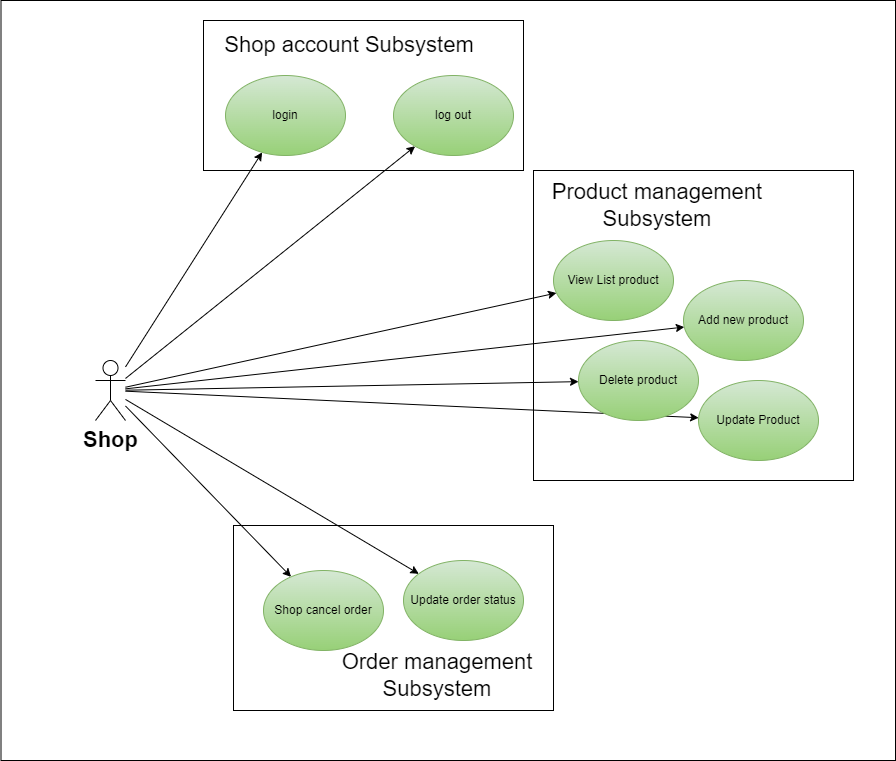 Shop account Subsystem
login
log out
Product management
Subsystem
View List product
Add new product
Delete product
Update Product
Shop
Shop cancel order
Update order status
Order management
Subsystem